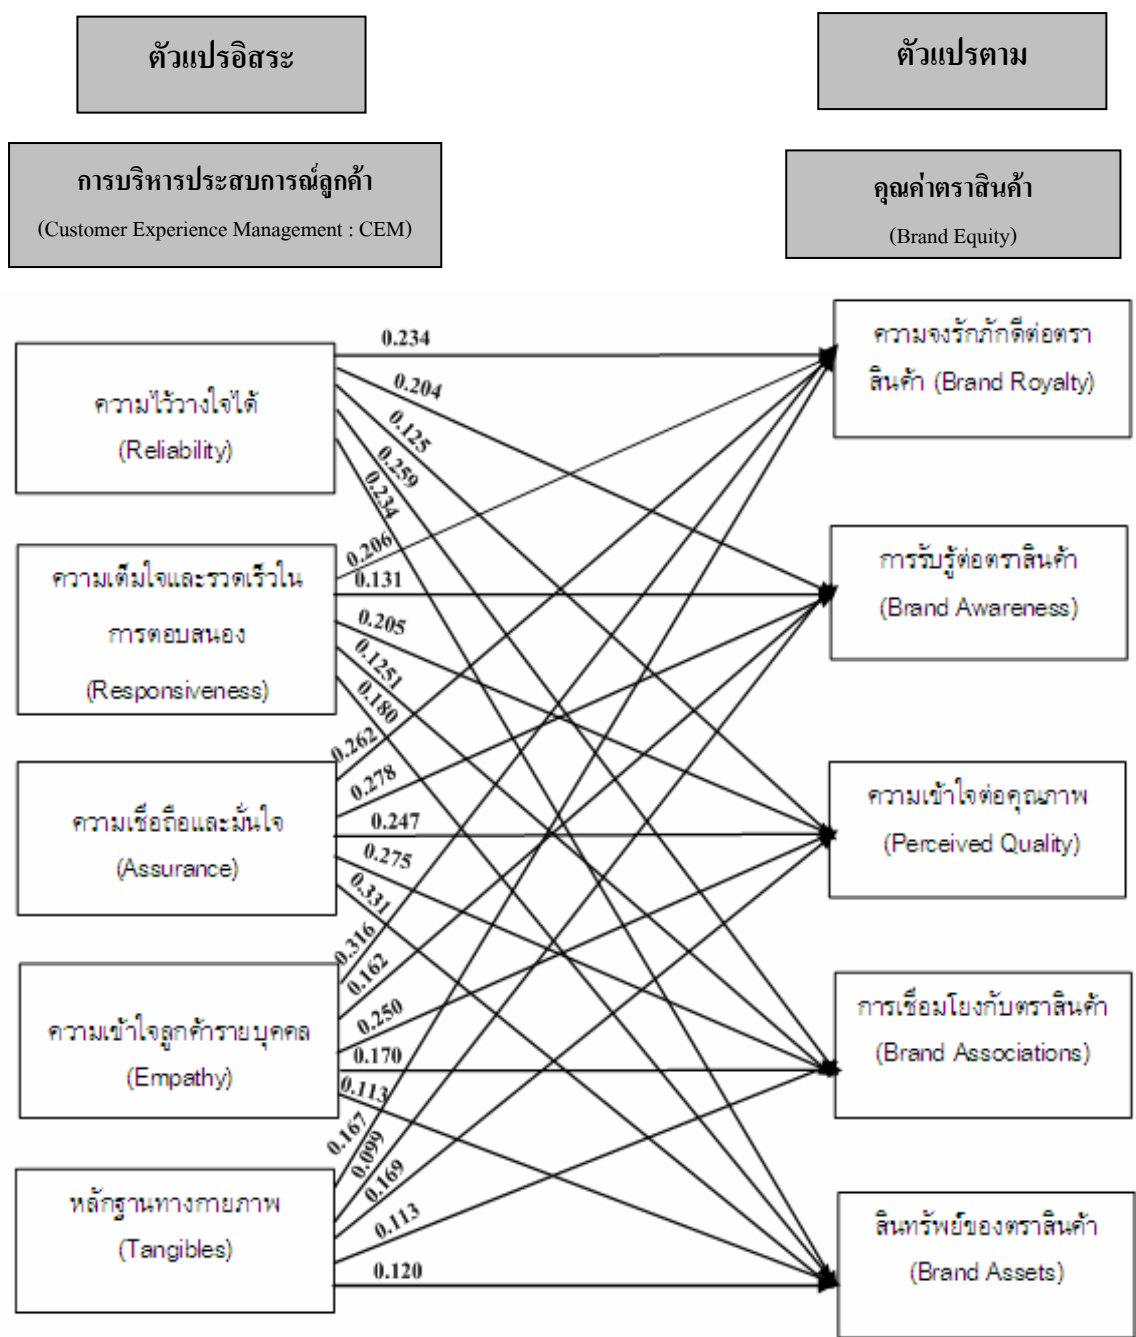 ตัวแปรอิสระ
ตัวแปรตาม
การบริหารประสบการณ์ลูกค้า
(Customer Experience Management : CEM)
คุณค่าตราสินค้า
(Brand Equity)
ความไว้วางใจได้
(Reliability)
ความเต็มใจและรวดเร็วใน
การตอบสนอง
(Responsiveness)
ความเชื่อถือและมั่นใจ
(Assurance)
ความเข้าใจลูกค้ารายบุคคล
(Empathy)
หลักฐานทางกายภาพ
(Tangibles)
0.234
0.204
0.125
0.259
0.234
0.206
0.131
0.205
0.1251
0.180
0.262
0.278
0.247
0.275
0.331
0.316
0.162
0.250
0.170
0.113
0.167
0.099
0.169
0.113
0.120
ความจงรักภักดีต่อตรา
สินค้า (Brand Royalty)
การรับรู้ต่อตราสินค้า
(Brand Awareness)
ความเข้าใจต่อคุณภาพ
(Perceived Quality)
การเชื่อมโยงกับตราสินค้า
(Brand Associations)
สินทรัพย์ของตราสินค้า
(Brand Assets)